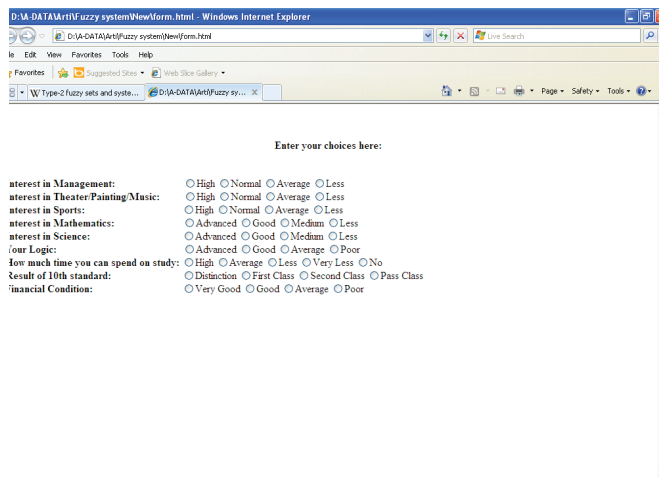 D:\A-DATA\Arti\Fuzzy system\New\form.html - Windows Internet Explorer
D:\A-DATA\Arti\Fuzzy system\New\form.html Live Search
le Edit View Favorites Tools Help
Favorites Suggested Sites Web Slice Gallery
W Type-2 fuzzy sets and syste... D:\A-DATA\Arti\Fuzzy sy... X Page Safety Tools
Enter your choices here:
nterest in Management: High Normal Average Less
nterest in Theater/Painting/Music: High Normal Average Less
nterest in Sports: High Normal Average Less
nterest in Mathematics: Advanced Good Medium Less
nterest in Science: Advanced Good Medium Less
Your Logic: Advanced Good Average Poor
How much time you can spend on study: High Average Less Very Less No
Result of 10th standard: Distinction First Class Second Class Pass Class
Financial Condition: Very Good Good Average Poor